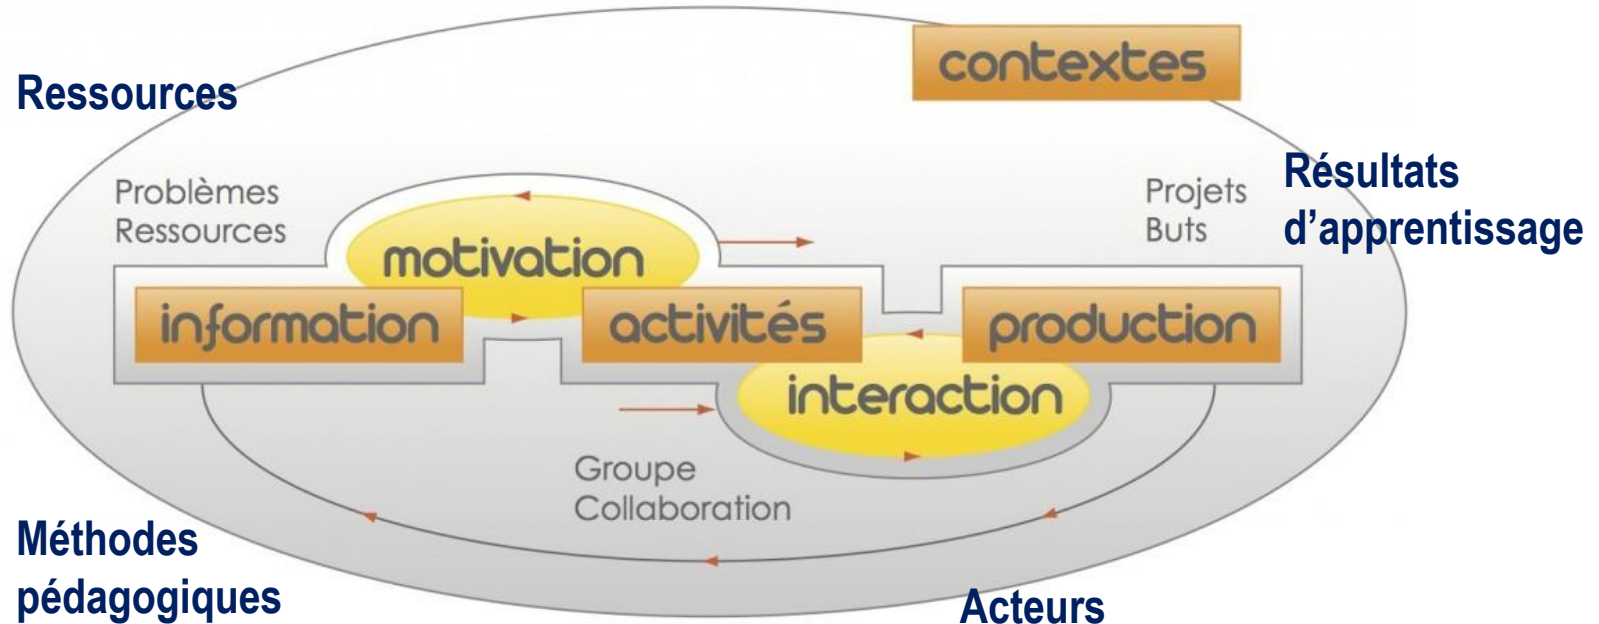 contextes
Ressources
Problèmes
Ressources
Projets
Buts
Résultats
d’apprentissage
motivation
information
activités
production
interaction
Groupe
Collaboration
Méthodes
pédagogiques
Acteurs